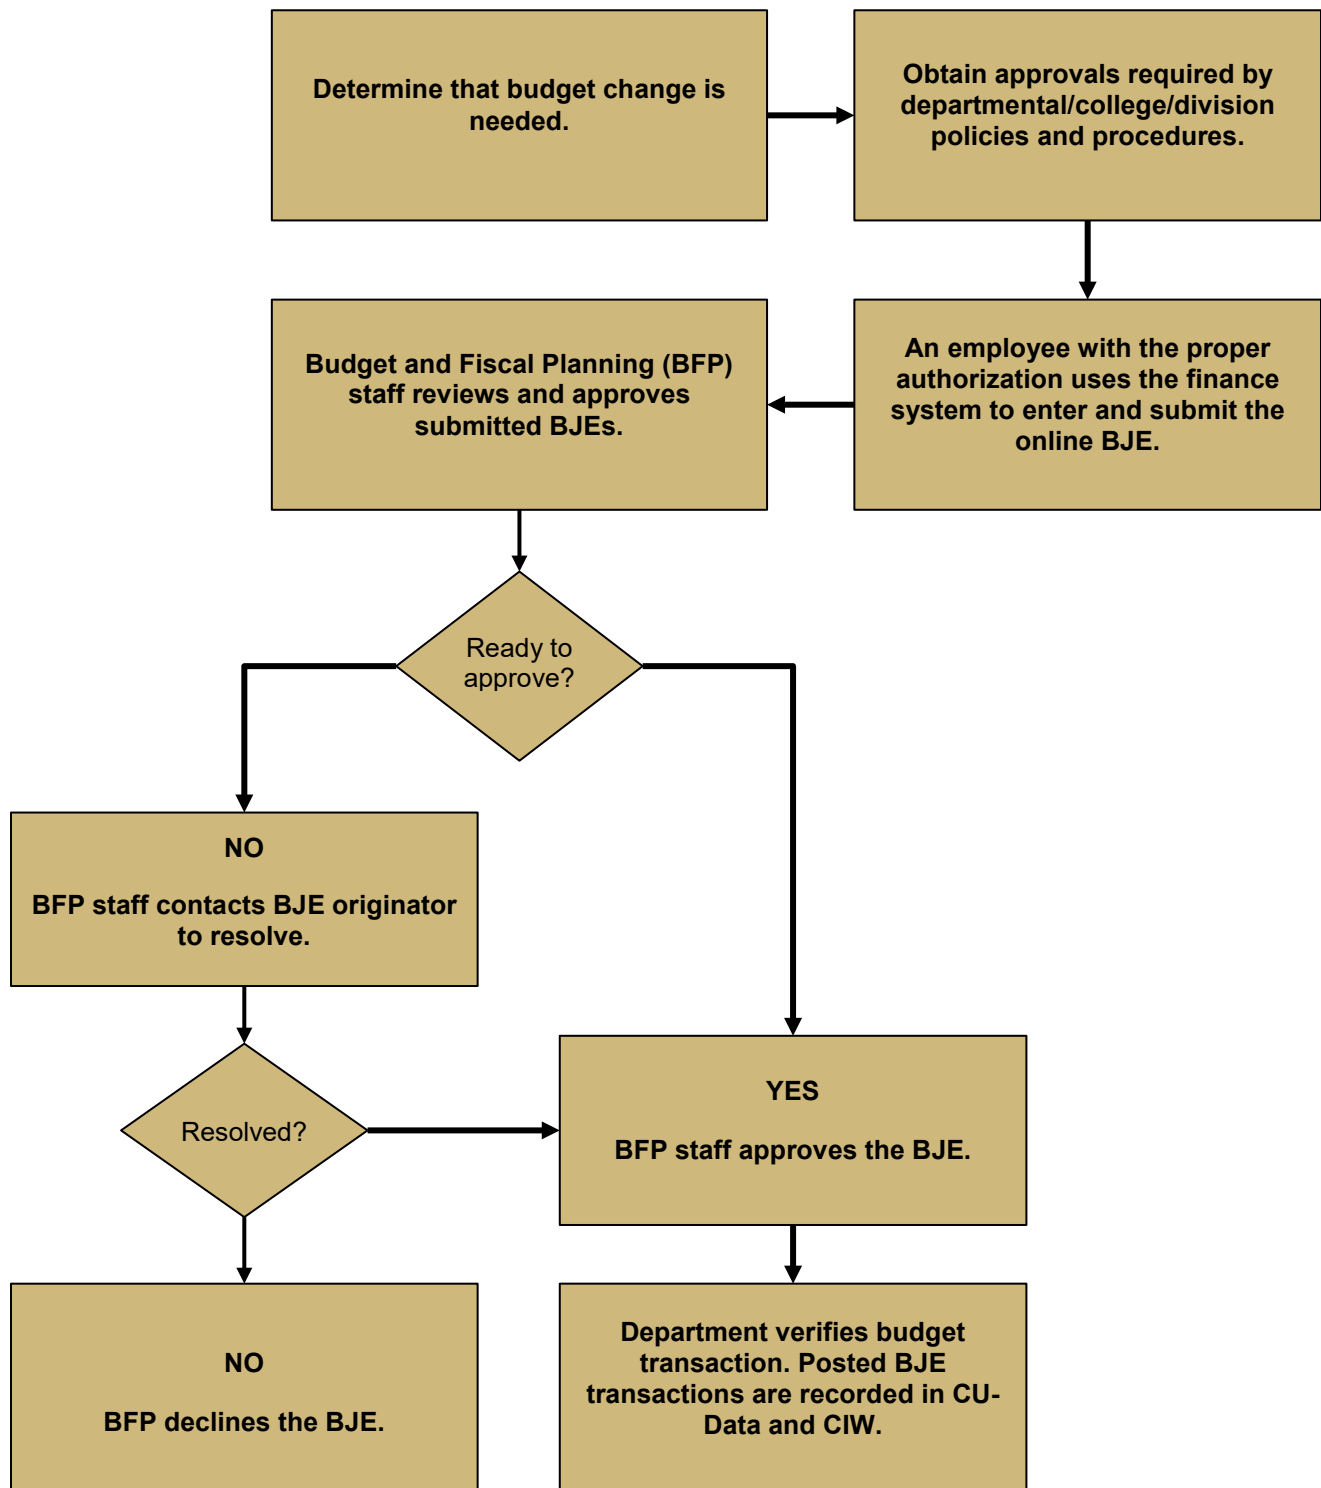 Determine that budget change is
needed.
Obtain approvals required by
departmental/college/division
policies and procedures.
An employee with the proper
authorization uses the finance
system to enter and submit the
online BJE.
Budget and Fiscal Planning (BFP)
staff reviews and approves
submitted BJEs.
Ready to
approve?
NO
BFP staff contacts BJE originator
to resolve.
Resolved?
YES
BFP staff approves the BJE.
NO
BFP declines the BJE.
Department verifies budget
transaction. Posted BJE
transactions are recorded in CU-
Data and CIW.